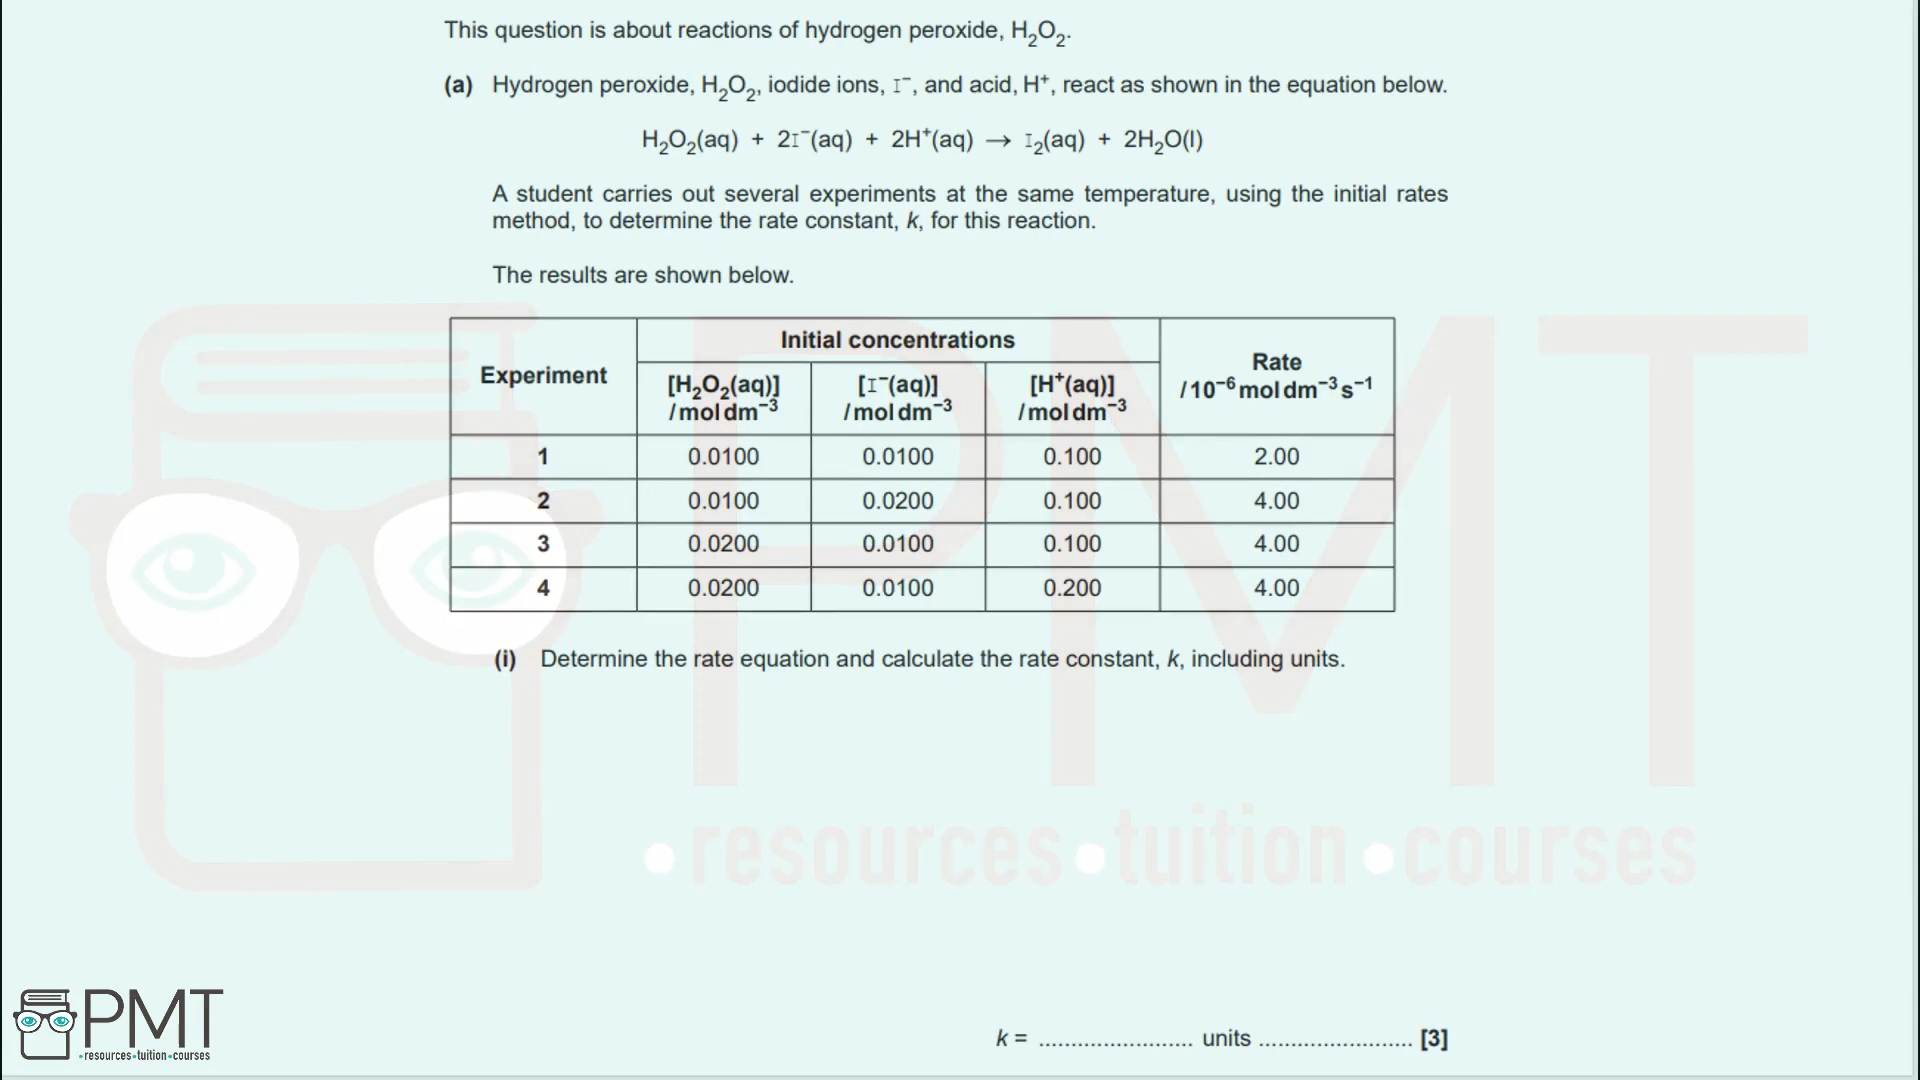 This question is about reactions of hydrogen peroxide, H₂O₂.
(a) Hydrogen peroxide, H₂O₂, iodide ions, I⁻, and acid, H⁺, react as shown in the equation below.
H₂O₂(aq) + 2I⁻(aq) + 2H⁺(aq) → I₂(aq) + 2H₂O(l)
A student carries out several experiments at the same temperature, using the initial rates
method, to determine the rate constant, k, for this reaction.
The results are shown below.
Experiment
Initial concentrations
Rate
/10⁻⁶ mol dm⁻³ s⁻¹
[H₂O₂(aq)] [I⁻(aq)] [H⁺(aq)]
/mol dm⁻³ /mol dm⁻³ /mol dm⁻³
1 0.0100 0.0100 0.100 2.00
2 0.0100 0.0200 0.100 4.00
3 0.0200 0.0100 0.100 4.00
4 0.0200 0.0100 0.200 4.00
(i) Determine the rate equation and calculate the rate constant, k, including units.
k = ........................ units ........................ [3]
PMT
•resources•tuition•courses
PMT
•resources•tuition•courses